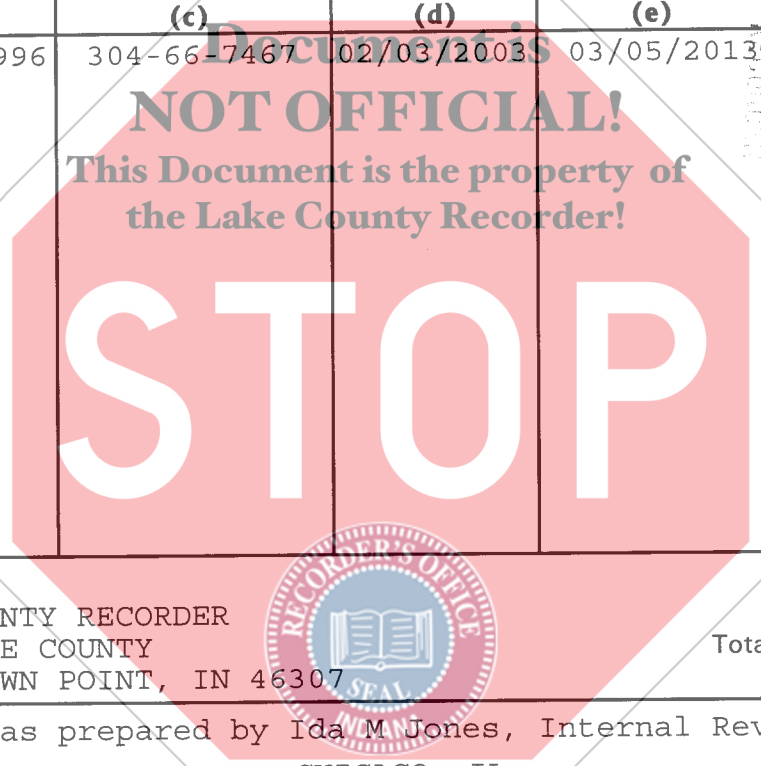 (c) (d) (e)
996 304-66-7467 02/03/2003 03/05/2013
Document is
NOT OFFICIAL!
This Document is the property of
the Lake County Recorder!
STOP
RECORDER'S OFFICE
SEAL
INDIANA
NTY RECORDER
E COUNTY
WN POINT, IN 46307
Tota
as prepared by Ida M Jones, Internal Rev